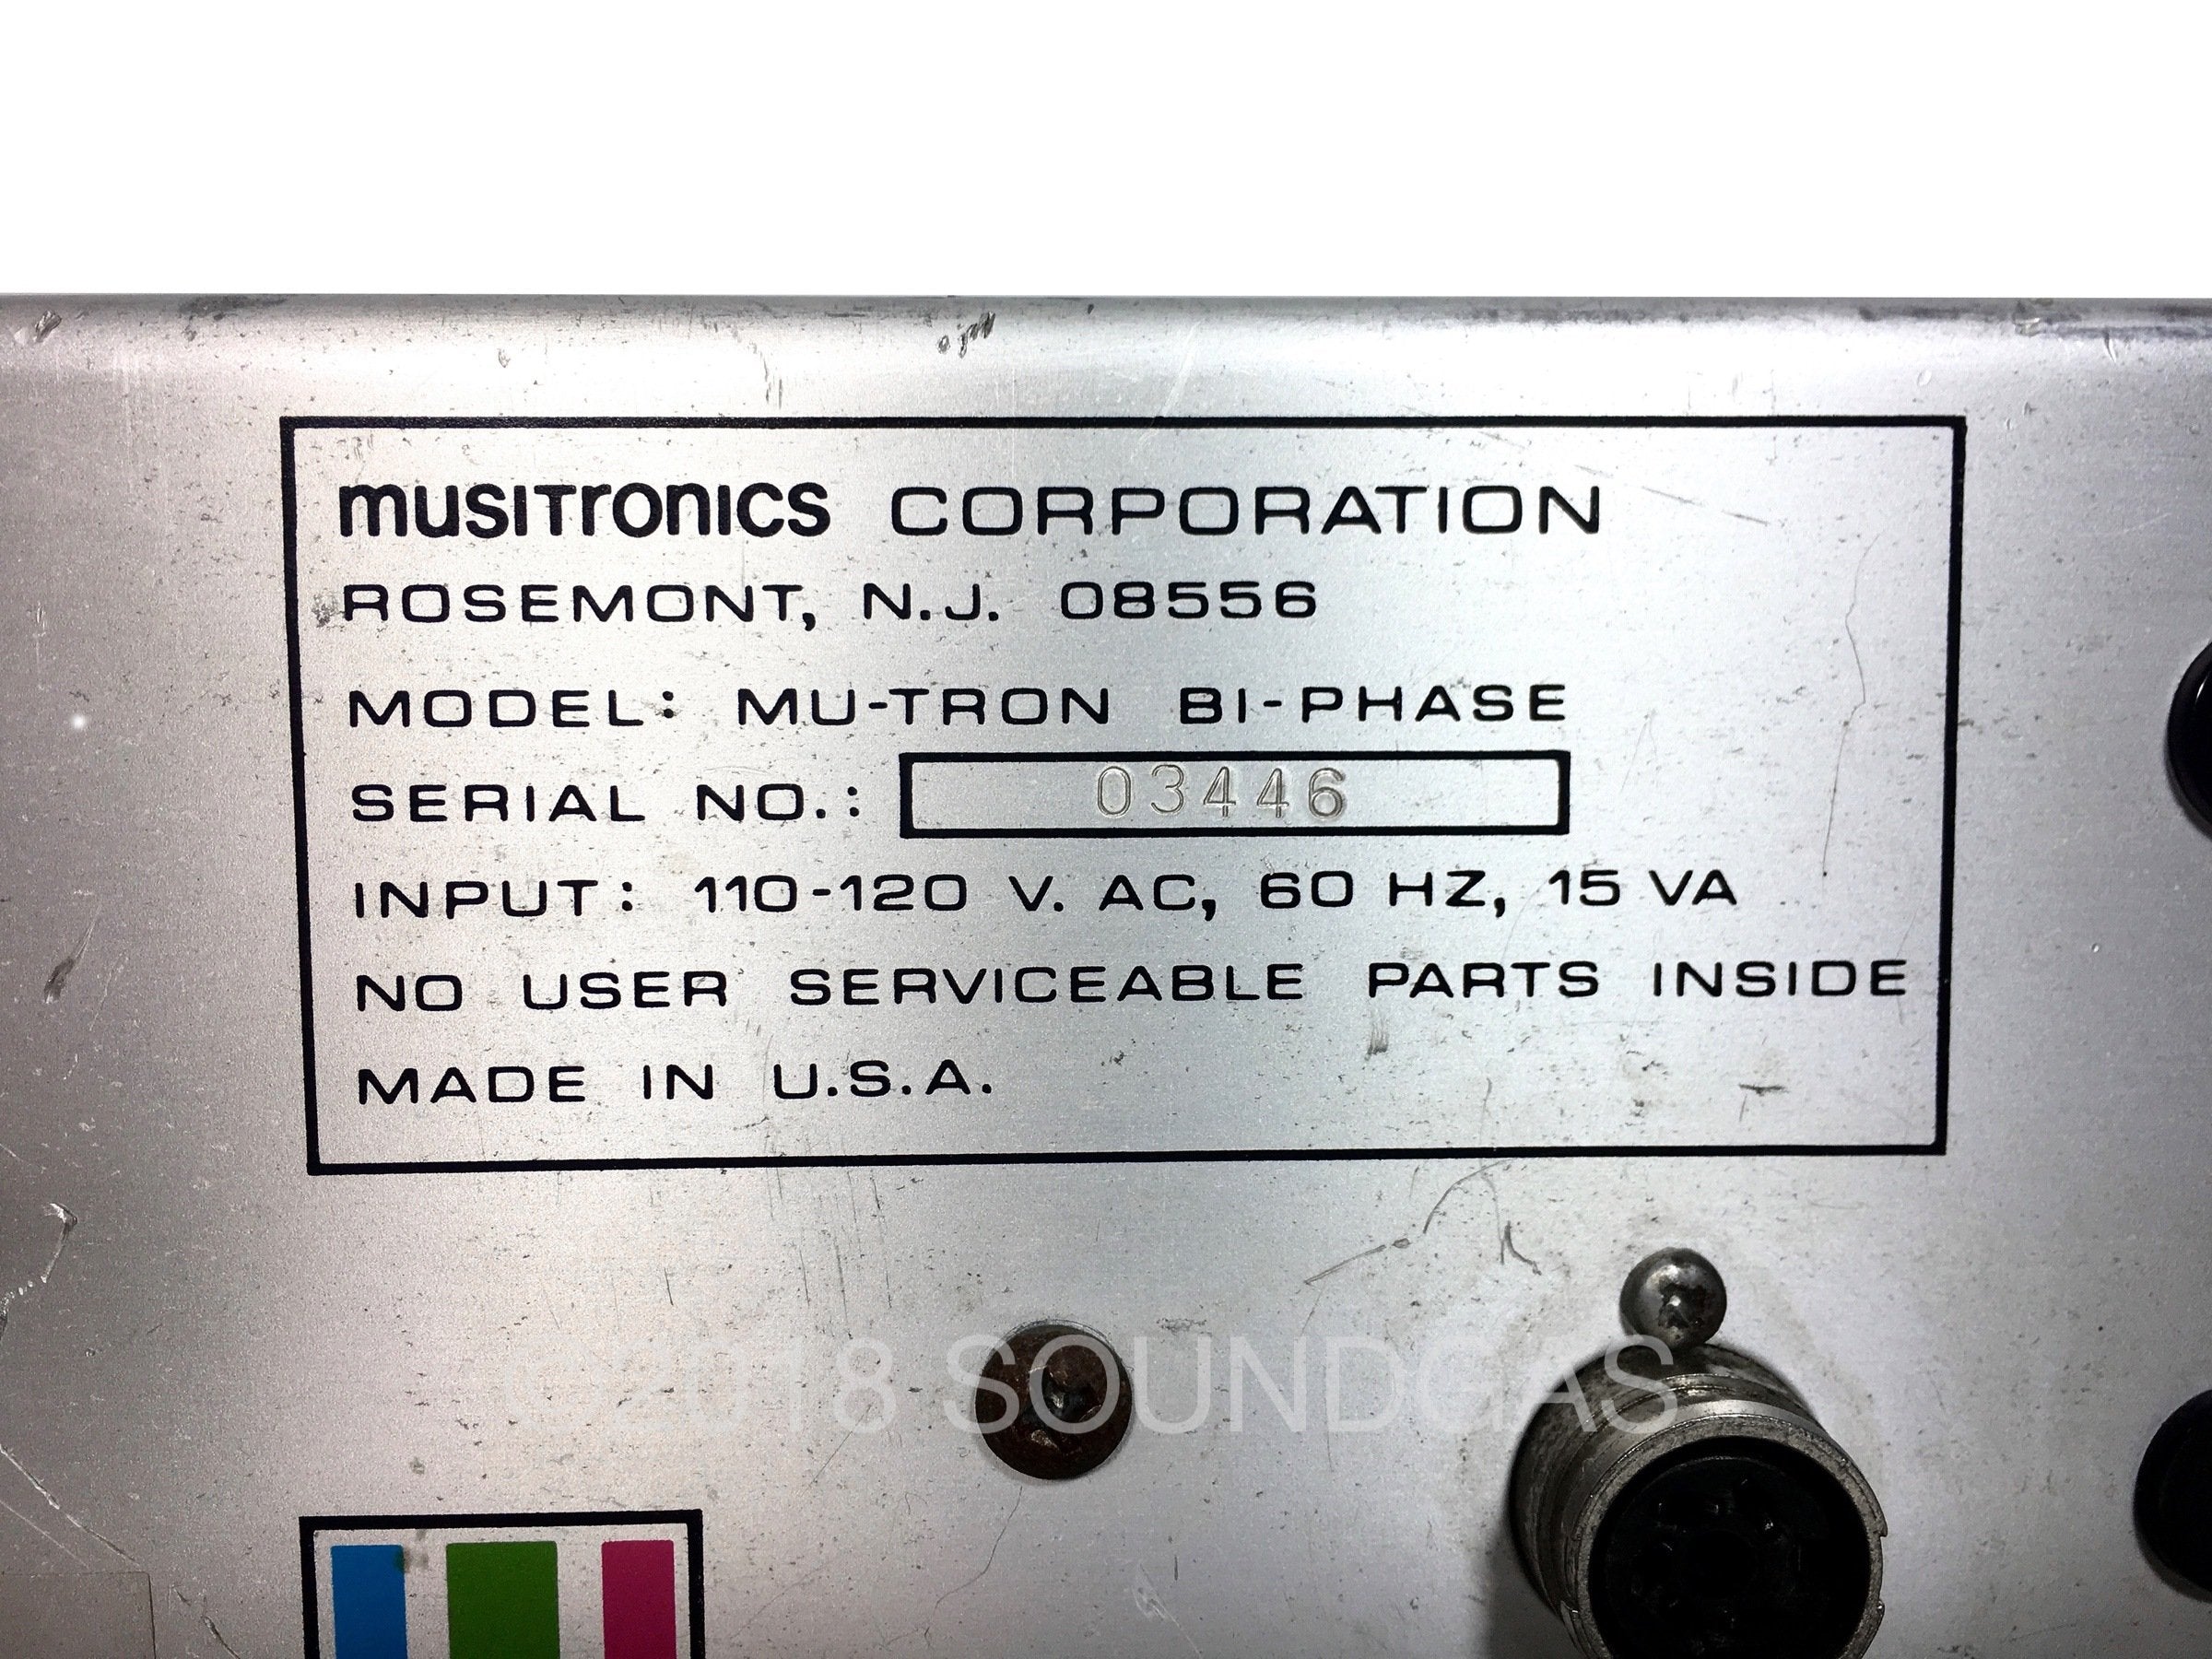 musitronics CORPORATION
ROSEMONT, N.J. 08556
MODEL: MU-TRON BI-PHASE
SERIAL NO.: 03446
INPUT: 110-120 V. AC, 60 HZ, 15 VA
NO USER SERVICEABLE PARTS INSIDE
MADE IN U.S.A.
©2018 SOUNDGAS